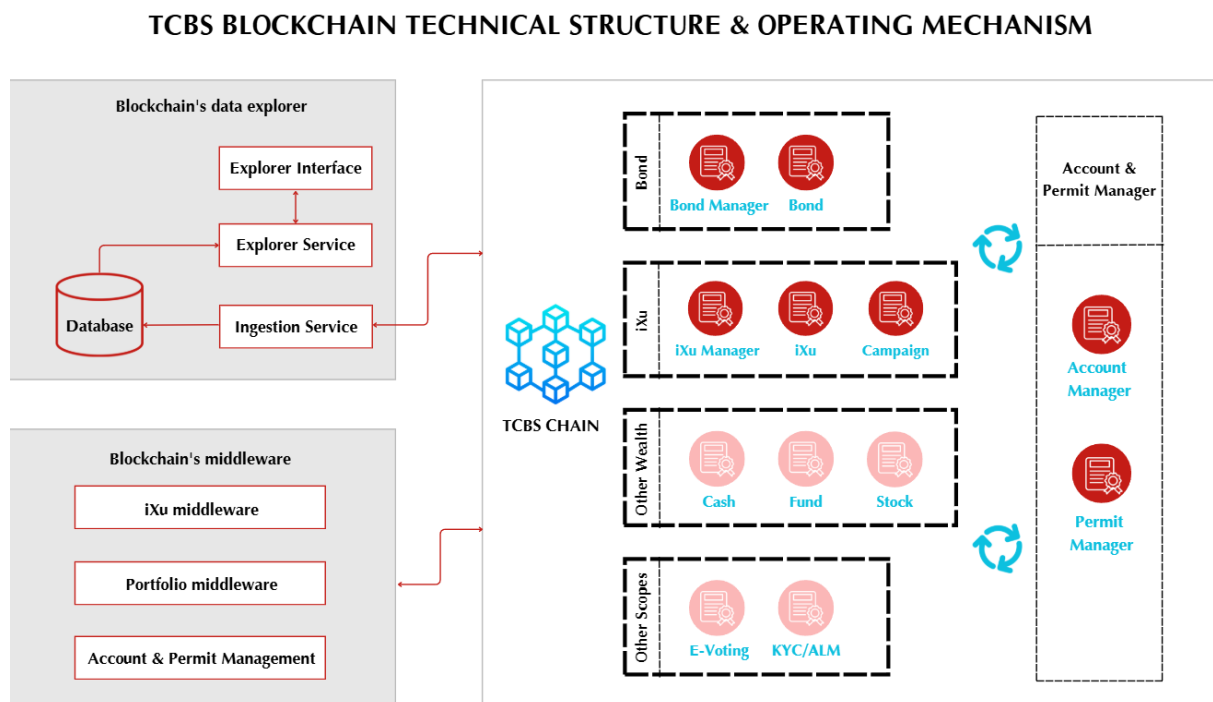 TCBS BLOCKCHAIN TECHNICAL STRUCTURE & OPERATING MECHANISM
Blockchain's data explorer
Explorer Interface
Explorer Service
Database
Ingestion Service
Blockchain's middleware
iXu middleware
Portfolio middleware
Account & Permit Management
TCBS CHAIN
Bond
Bond Manager
Bond
iXu
iXu Manager
iXu
Campaign
Other Wealth
Cash
Fund
Stock
Other Scopes
E-Voting
KYC/ALM
Account &
Permit Manager
Account
Manager
Permit
Manager